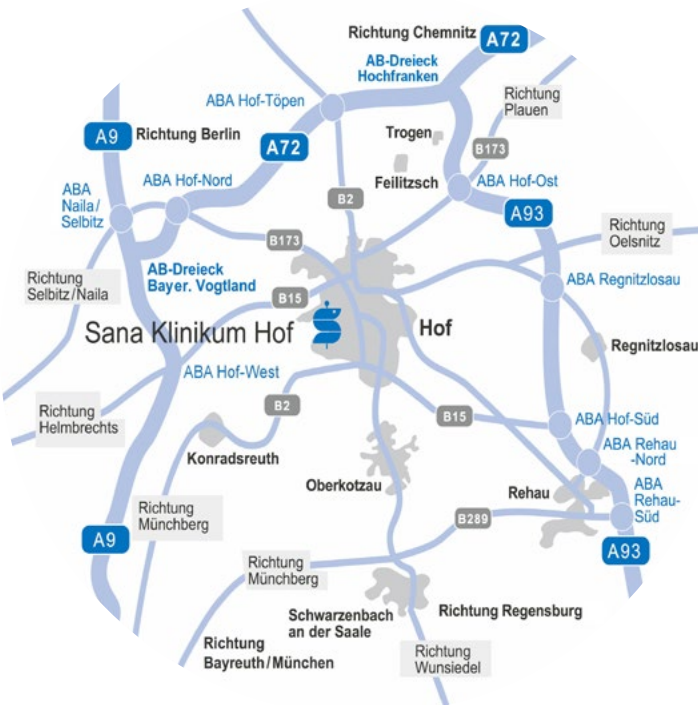 Richtung Chemnitz
A72
AB-Dreieck
Hochfranken
ABA Hof-Töpen
Richtung
Plauen
A9
Richtung Berlin
A72
Trogen
B173
Feilitzsch
ABA
Naila/
Selbitz
ABA Hof-Nord
B2
ABA Hof-Ost
A93
Richtung
Oelsnitz
B173
Richtung
Selbitz/Naila
AB-Dreieck
Bayer. Vogtland
ABA Regnitzlosau
B15
Sana Klinikum Hof
Hof
Regnitzlosau
ABA Hof-West
B2
B15
ABA Hof-Süd
Richtung
Helmbrechts
Konradsreuth
ABA Rehau
-Nord
Oberkotzau
Rehau
ABA
Rehau-
Süd
Richtung
Münchberg
B289
A9
A93
Richtung
Münchberg
Schwarzenbach
an der Saale
Richtung Regensburg
Richtung
Bayreuth/München
Richtung
Wunsiedel